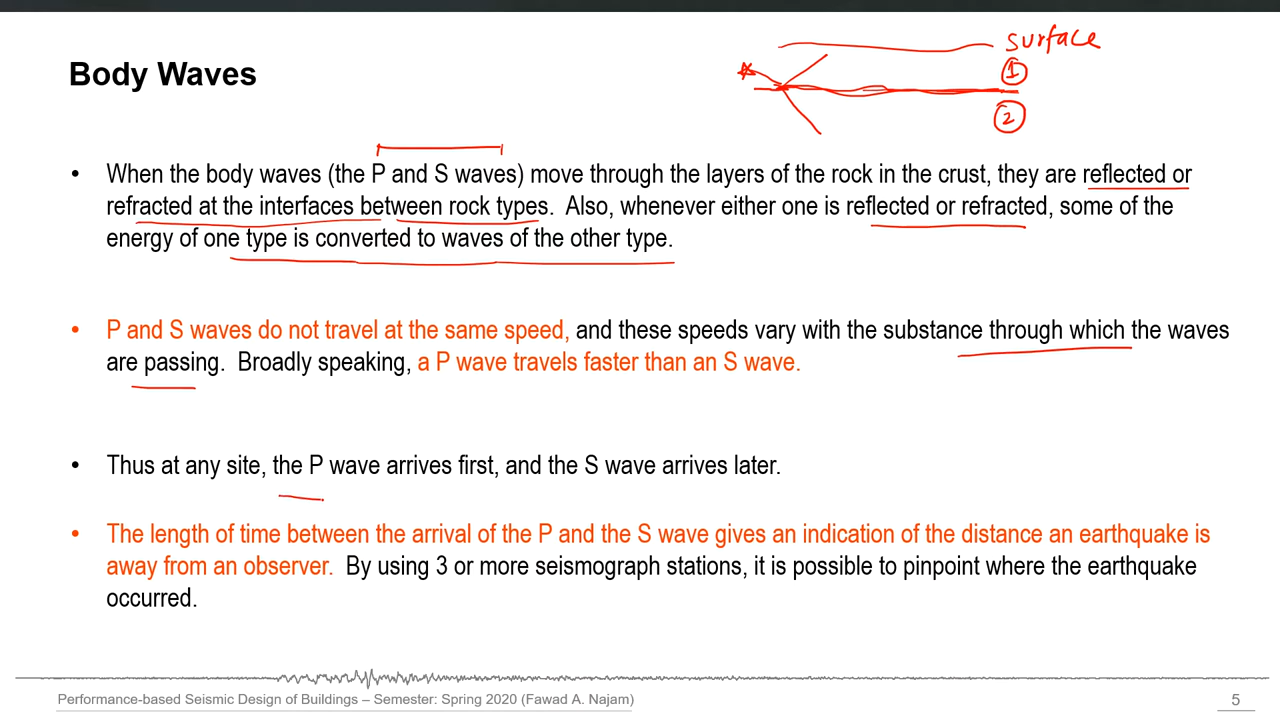 surface
Body Waves
1
2
• When the body waves (the P and S waves) move through the layers of the rock in the crust, they are reflected or
refracted at the interfaces between rock types. Also, whenever either one is reflected or refracted, some of the
energy of one type is converted to waves of the other type.
• P and S waves do not travel at the same speed, and these speeds vary with the substance through which the waves
are passing. Broadly speaking, a P wave travels faster than an S wave.
• Thus at any site, the P wave arrives first, and the S wave arrives later.
• The length of time between the arrival of the P and the S wave gives an indication of the distance an earthquake is
away from an observer. By using 3 or more seismograph stations, it is possible to pinpoint where the earthquake
occurred.
Performance-based Seismic Design of Buildings – Semester: Spring 2020 (Fawad A. Najam)
5